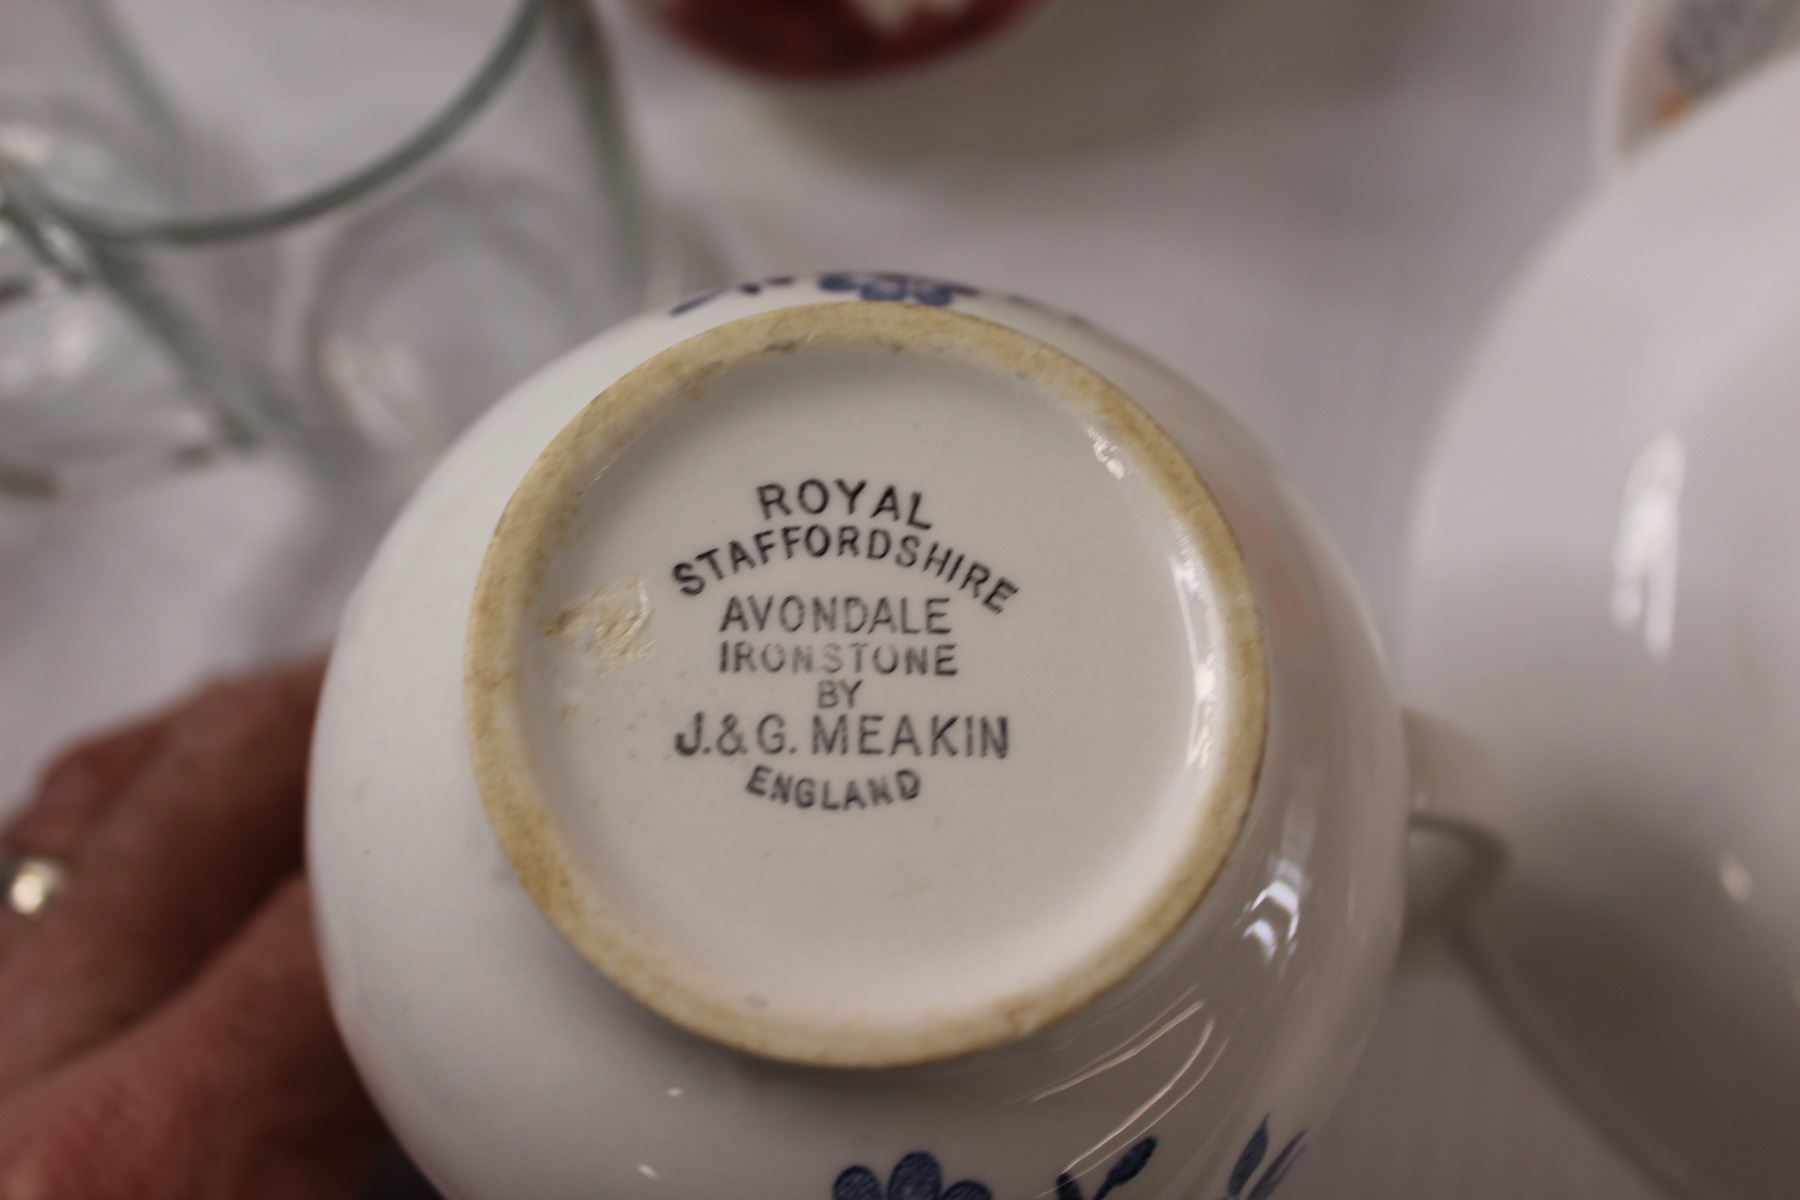 ROYAL
STAFFORDSHIRE
AVONDALE
IRONSTONE
BY
J.&G. MEAKIN
ENGLAND